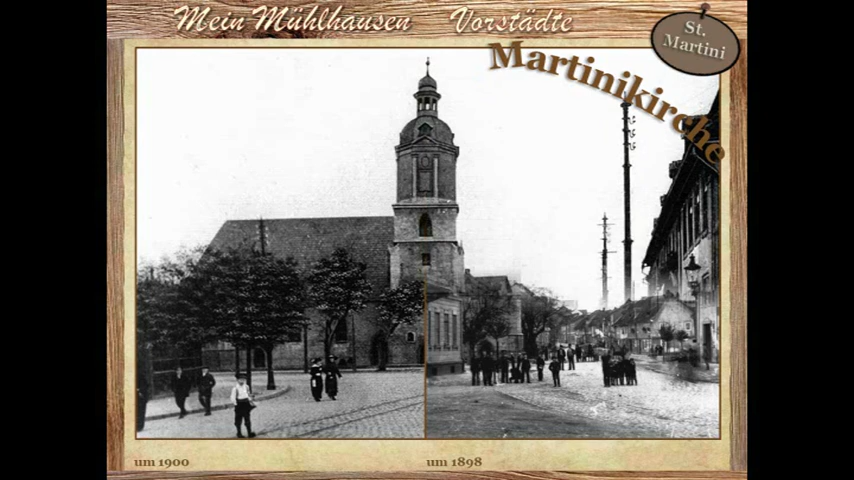 Mein Mühlhausen Vorstädte
St.
Martini
Martinikirche
um 1900 um 1898